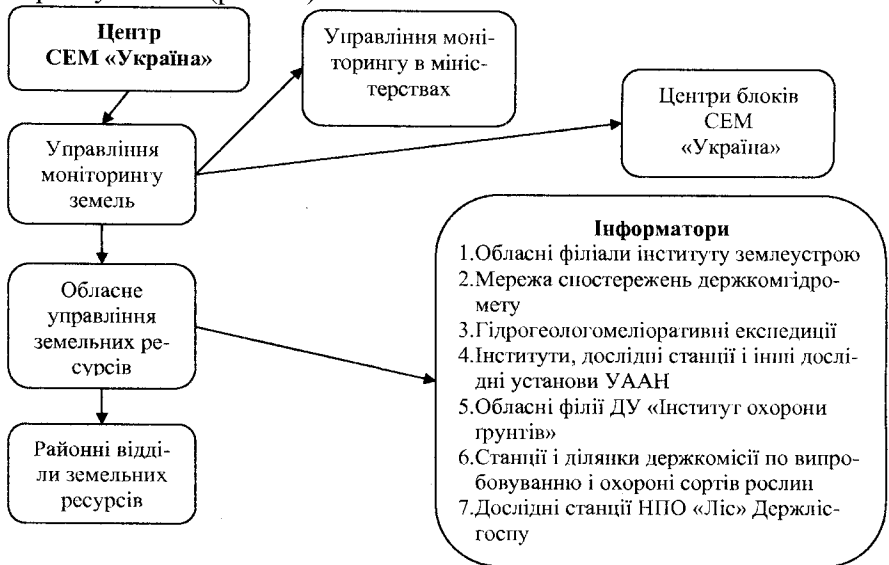 Центр
СЕМ «Україна»
Управління моні-
торингу в мініс-
терствах
Центри блоків
СЕМ
«Україна»
Управління
моніторингу
земель
Обласне
управління
земельних ре-
сурсів
Районні відді-
ли земельних
ресурсів
Інформатори
1.Обласні філіали інституту землеустрою
2.Мережа спостережень держкомгідро-
мету
3.Гідрогеологомеліоративні експедиції
4.Інститути, дослідні станції і інші дослі-
дні установи УААН
5.Обласні філії ДУ «Інститут охорони
ґрунтів»
6.Станції і ділянки держкомісії по випро-
бовуванню і охороні сортів рослин
7.Дослідні станції НПО «Ліс» Держліс-
госпу